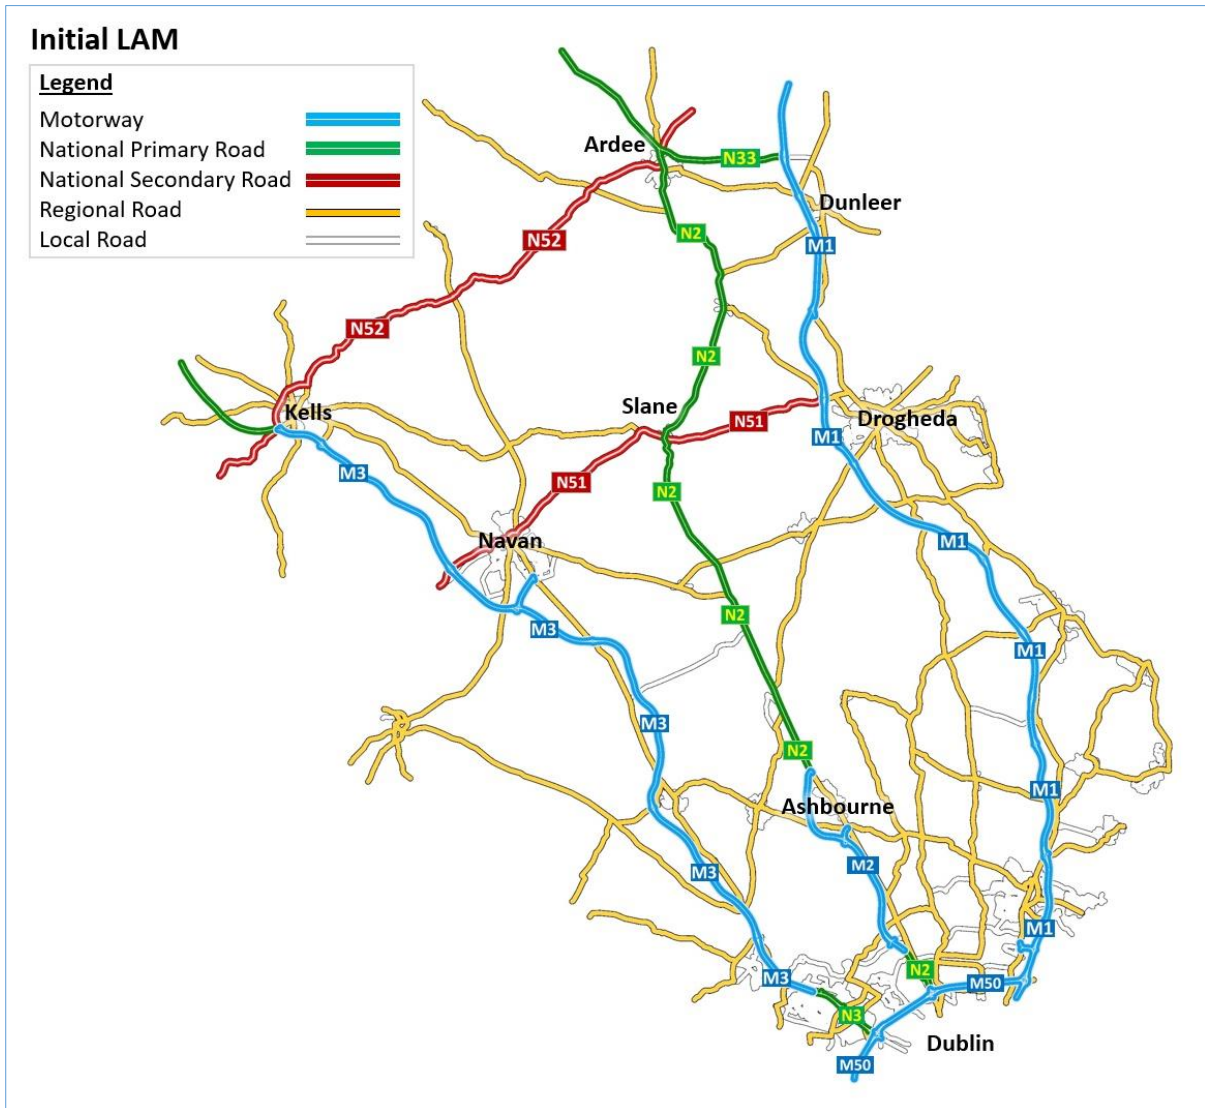 Initial LAM
Legend
Motorway
National Primary Road
National Secondary Road
Regional Road
Local Road
Ardee
N33
Dunleer
N2
N52
M1
N52
N2
Kells
Slane
N51
Drogheda
M1
M3
N51
N2
Navan
M1
N2
M3
M1
M3
N2
M1
Ashbourne
M2
M3
M1
N2
M3
M50
N3
Dublin
M50